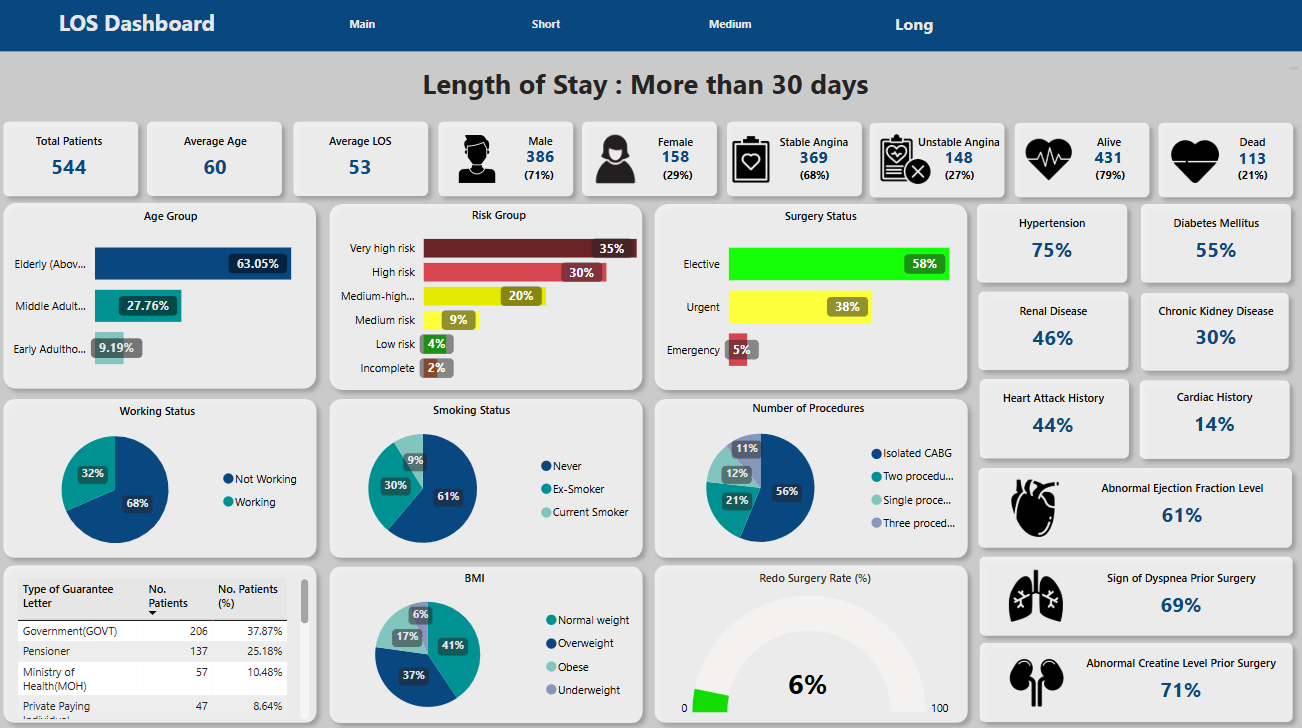 LOS Dashboard
Main
Short
Medium
Long
Length of Stay : More than 30 days
Total Patients
544
Average Age
60
Average LOS
53
Male
386
(71%)
Female
158
(29%)
Stable Angina
369
(68%)
Unstable Angina
148
(27%)
Alive
431
(79%)
Dead
113
(21%)
Age Group
Elderly (Abov...
63.05%
Middle Adult...
27.76%
Early Adultho...
9.19%
Risk Group
Very high risk
35%
High risk
30%
Medium-high...
20%
Medium risk
9%
Low risk
4%
Incomplete
2%
Surgery Status
Elective
58%
Urgent
38%
Emergency
5%
Hypertension
75%
Diabetes Mellitus
55%
Renal Disease
46%
Chronic Kidney Disease
30%
Heart Attack History
44%
Cardiac History
14%
Working Status
32%
68%
Not Working
Working
Smoking Status
9%
30%
61%
Never
Ex-Smoker
Current Smoker
Number of Procedures
11%
12%
21%
56%
Isolated CABG
Two procedu...
Single proce...
Three proced...
Abnormal Ejection Fraction Level
61%
Sign of Dyspnea Prior Surgery
69%
Abnormal Creatine Level Prior Surgery
71%
Type of Guarantee Letter
No. Patients
No. Patients (%)
Government(GOVT) 206 37.87%
Pensioner 137 25.18%
Ministry of Health(MOH) 57 10.48%
Private Paying 47 8.64%
BMI
6%
17%
41%
37%
Normal weight
Overweight
Obese
Underweight
Redo Surgery Rate (%)
6%
0
100